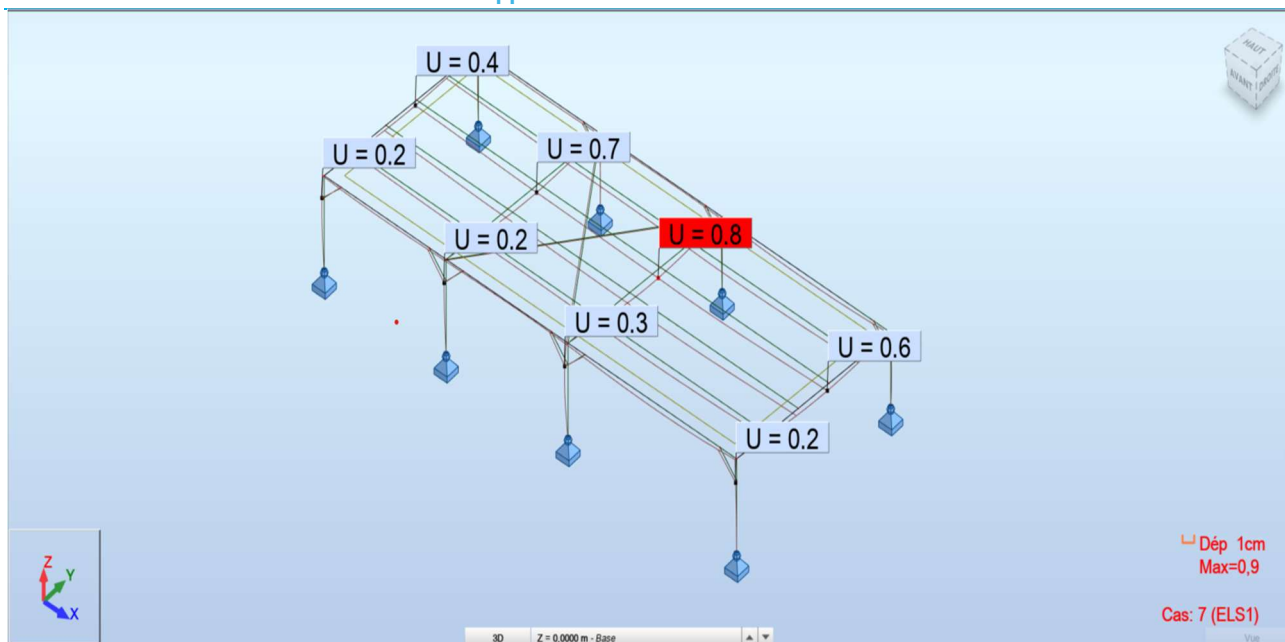 U = 0.4
U = 0.7
U = 0.2
U = 0.8
U = 0.2
U = 0.3
U = 0.6
U = 0.2
HAUT
AVANT
DROITE
Z
Y
X
Dép 1cm
Max=0,9
Cas: 7 (ELS1)
3D
Z = 0.0000 m - Base
Vue